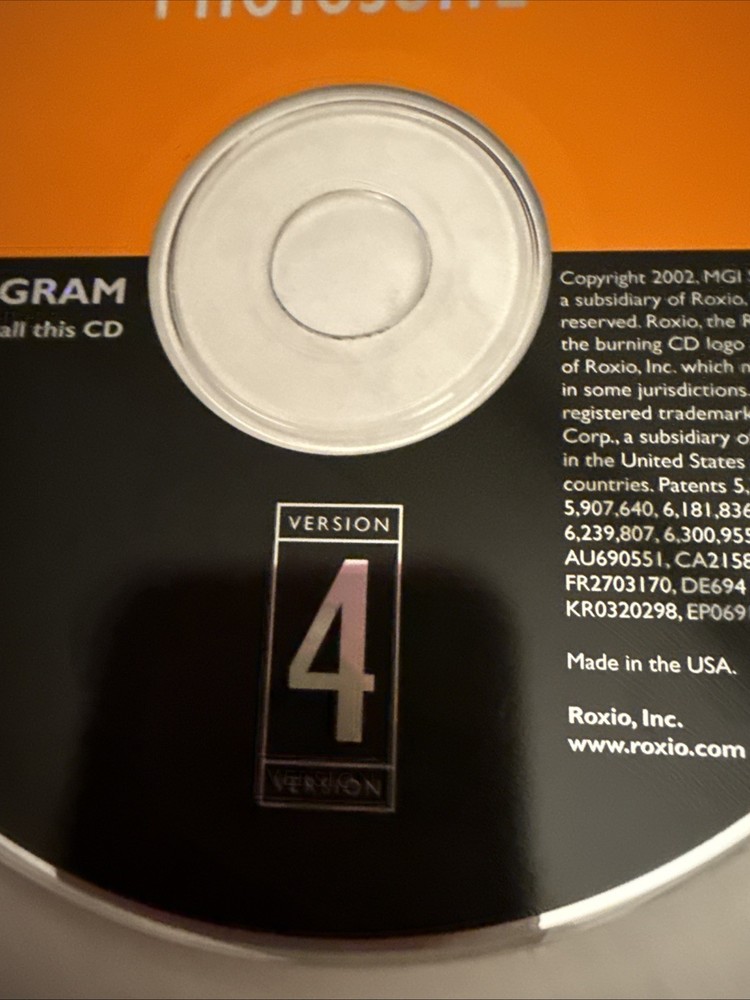 PHOTOSUITE
GRAM
all this CD
Copyright 2002, MGI
a subsidiary of Roxio,
reserved. Roxio, the R
the burning CD logo
of Roxio, Inc. which m
in some jurisdictions.
registered trademark
Corp., a subsidiary o
in the United States
countries. Patents 5,
5,907,640, 6,181,836
6,239,807, 6,300,955
AU690551, CA2158
FR2703170, DE694
KR0320298, EP069
Made in the USA.
Roxio, Inc.
www.roxio.com
VERSION
4
VERSION